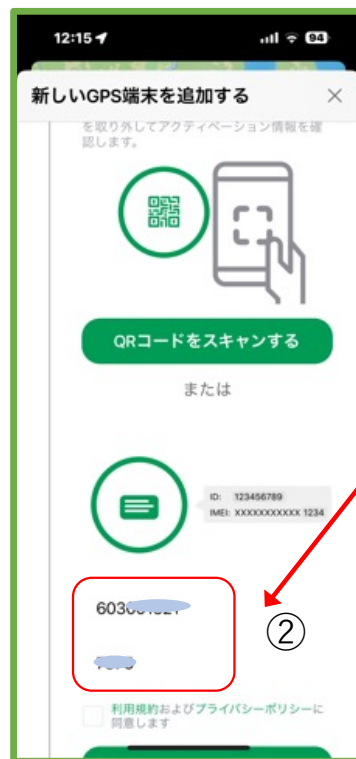 12:15
94
新しいGPS端末を追加する
を取り外してアクティベーション情報を確
認します。
QRコードをスキャンする
または
ID: 123456789
IMEI: XXXXXXXXXXX 1234
②
利用規約およびプライバシーポリシーに
同意します